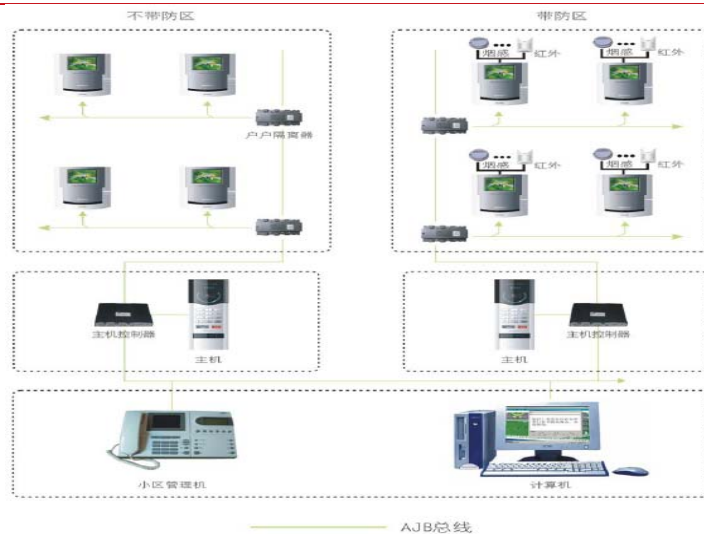 不带防区
带防区
烟感 红外 烟感 红外
户户隔离器
烟感 红外 烟感 红外
主机控制器
主机
主机
主机控制器
小区管理机
计算机
AJB总线